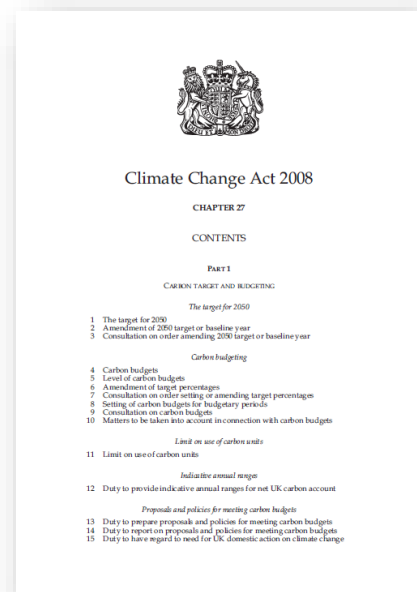 Climate Change Act 2008
CHAPTER 27
CONTENTS
PART 1
CARBON TARGET AND BUDGETING
The target for 2050
1 The target for 2050
2 Amendment of 2050 target or baseline year
3 Consultation on order amending 2050 target or baseline year
Carbon budgeting
4 Carbon budgets
5 Level of carbon budgets
6 Amendment of target percentages
7 Consultation on order setting or amending target percentages
8 Setting of carbon budgets for budgetary periods
9 Consultation on carbon budgets
10 Matters to be taken into account in connection with carbon budgets
Limit on use of carbon units
11 Limit on use of carbon units
Indicative annual ranges
12 Duty to provide indicative annual ranges for net UK carbon account
Proposals and policies for meeting carbon budgets
13 Duty to prepare proposals and policies for meeting carbon budgets
14 Duty to report on proposals and policies for meeting carbon budgets
15 Duty to have regard to need for UK domestic action on climate change